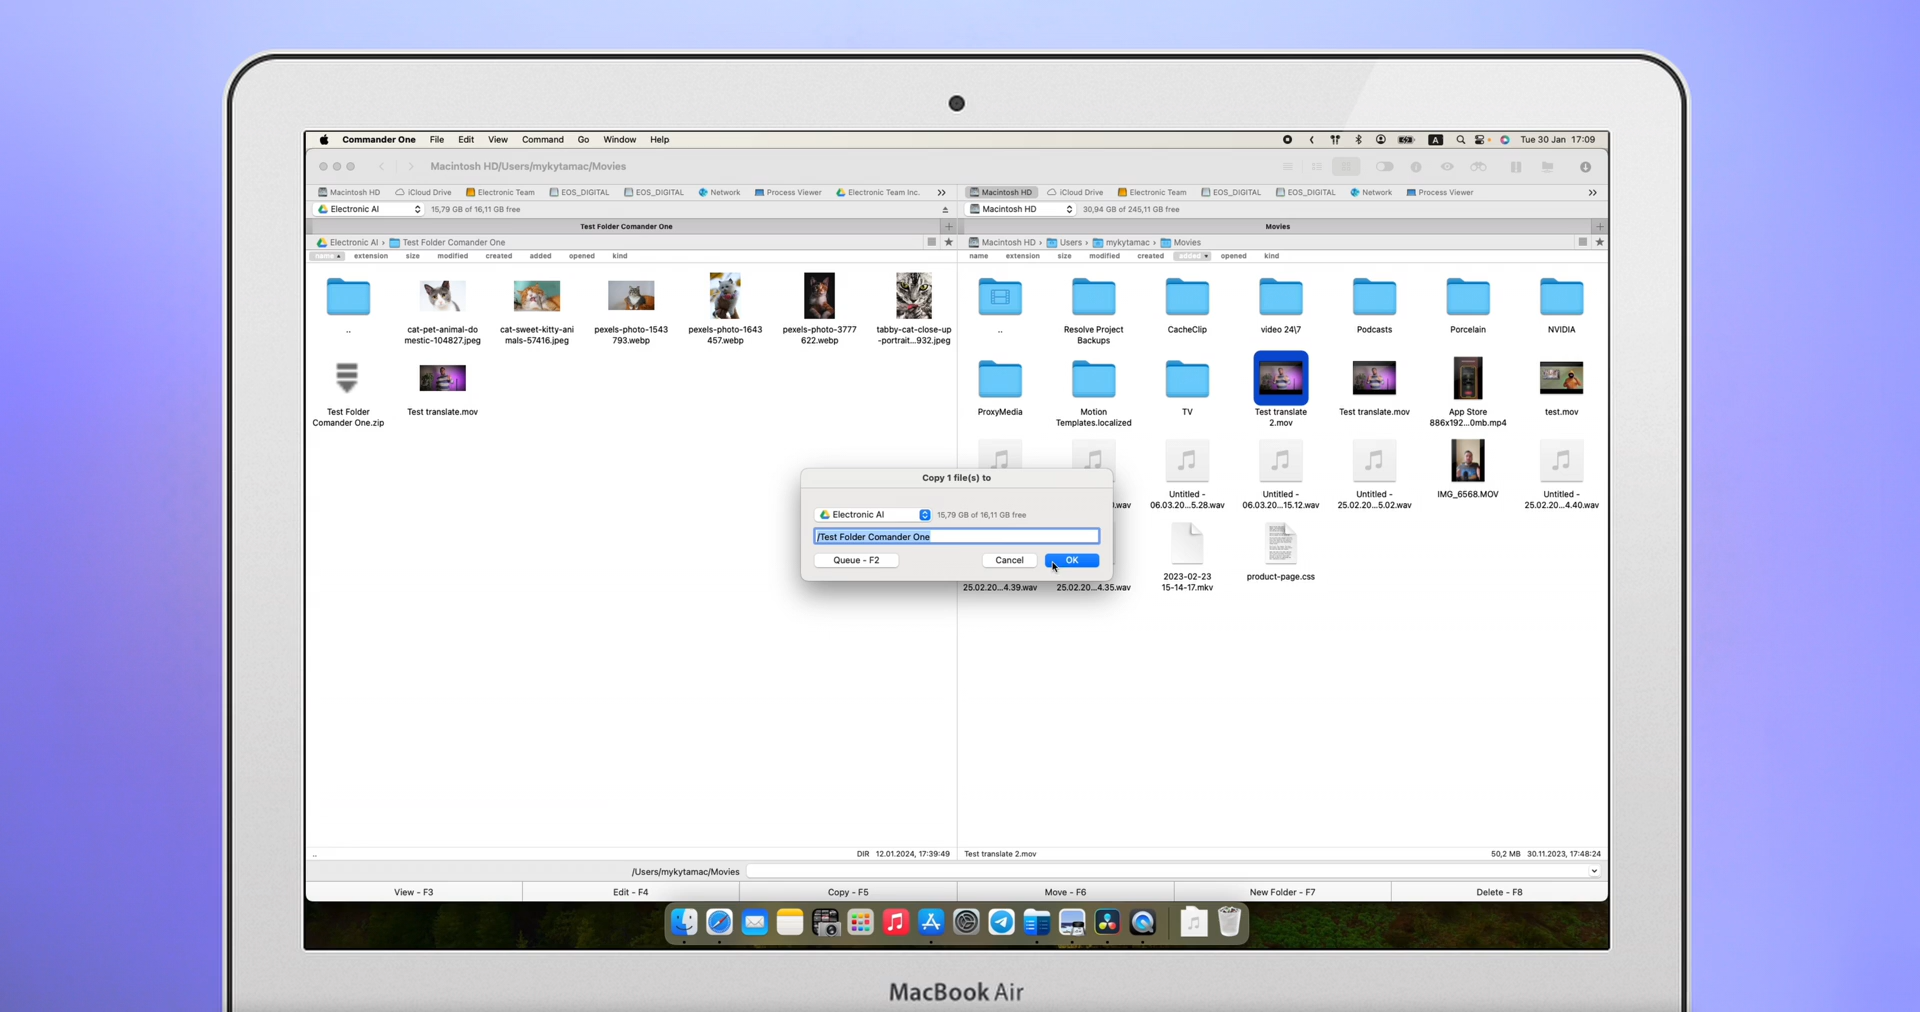 Commander One File Edit View Command Go Window Help
A Tue 30 Jan 17:09
Macintosh HD/Users/mykytamac/Movies
Macintosh HD iCloud Drive Electronic Team EOS_DIGITAL EOS_DIGITAL Network Process Viewer Electronic Team Inc. »
Macintosh HD iCloud Drive Electronic Team EOS_DIGITAL EOS_DIGITAL Network Process Viewer »
Electronic AI 15,79 GB of 16,11 GB free
Macintosh HD 30,94 GB of 245,11 GB free
Test Folder Comander One
Movies
Electronic AI › Test Folder Comander One
Macintosh HD › Users › mykytamac › Movies
name extension size modified created added opened kind
name extension size modified created added opened kind
..
cat-pet-animal-do
mestic-104827.jpeg
cat-sweet-kitty-ani
mals-57416.jpeg
pexels-photo-1543
793.webp
pexels-photo-1643
457.webp
pexels-photo-3777
622.webp
tabby-cat-close-up
-portrait...932.jpeg
Test Folder
Comander One.zip
Test translate.mov
..
Resolve Project
Backups
CacheClip
video 24\7
Podcasts
Porcelain
NVIDIA
ProxyMedia
Motion
Templates.localized
TV
Test translate
2.mov
Test translate.mov
App Store
886x192...0mb.mp4
test.mov
.wav
Untitled -
06.03.20...5.28.wav
Untitled -
06.03.20...15.12.wav
Untitled -
25.02.20...5.02.wav
IMG_6568.MOV
Untitled -
25.02.20...4.40.wav
25.02.20...4.39.wav
25.02.20...4.35.wav
2023-02-23
15-14-17.mkv
product-page.css
Copy 1 file(s) to
Electronic AI 15,79 GB of 16,11 GB free
/Test Folder Comander One
Queue - F2 Cancel OK
.. DIR 12.01.2024, 17:39:49
Test translate 2.mov 50,2 MB 30.11.2023, 17:48:24
/Users/mykytamac/Movies
View - F3 Edit - F4 Copy - F5 Move - F6 New Folder - F7 Delete - F8
MacBook Air